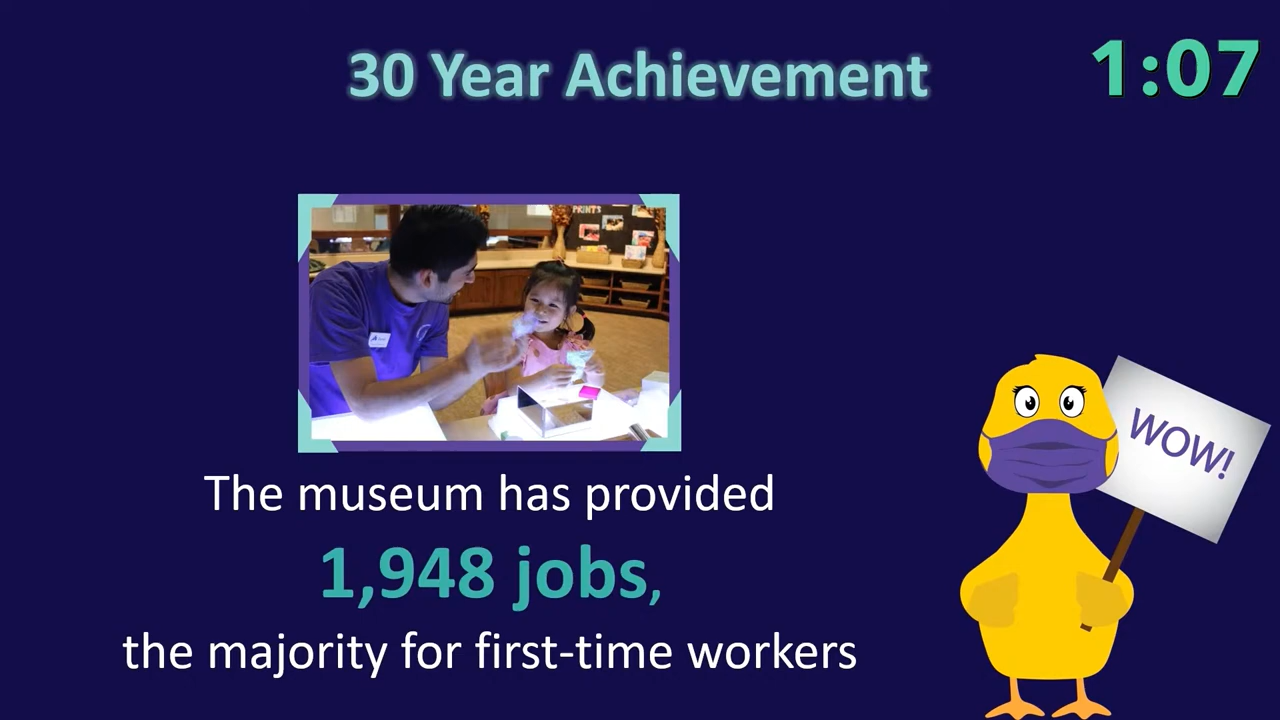 30 Year Achievement
1:07
PRINTS
WOW!
The museum has provided
1,948 jobs,
the majority for first-time workers